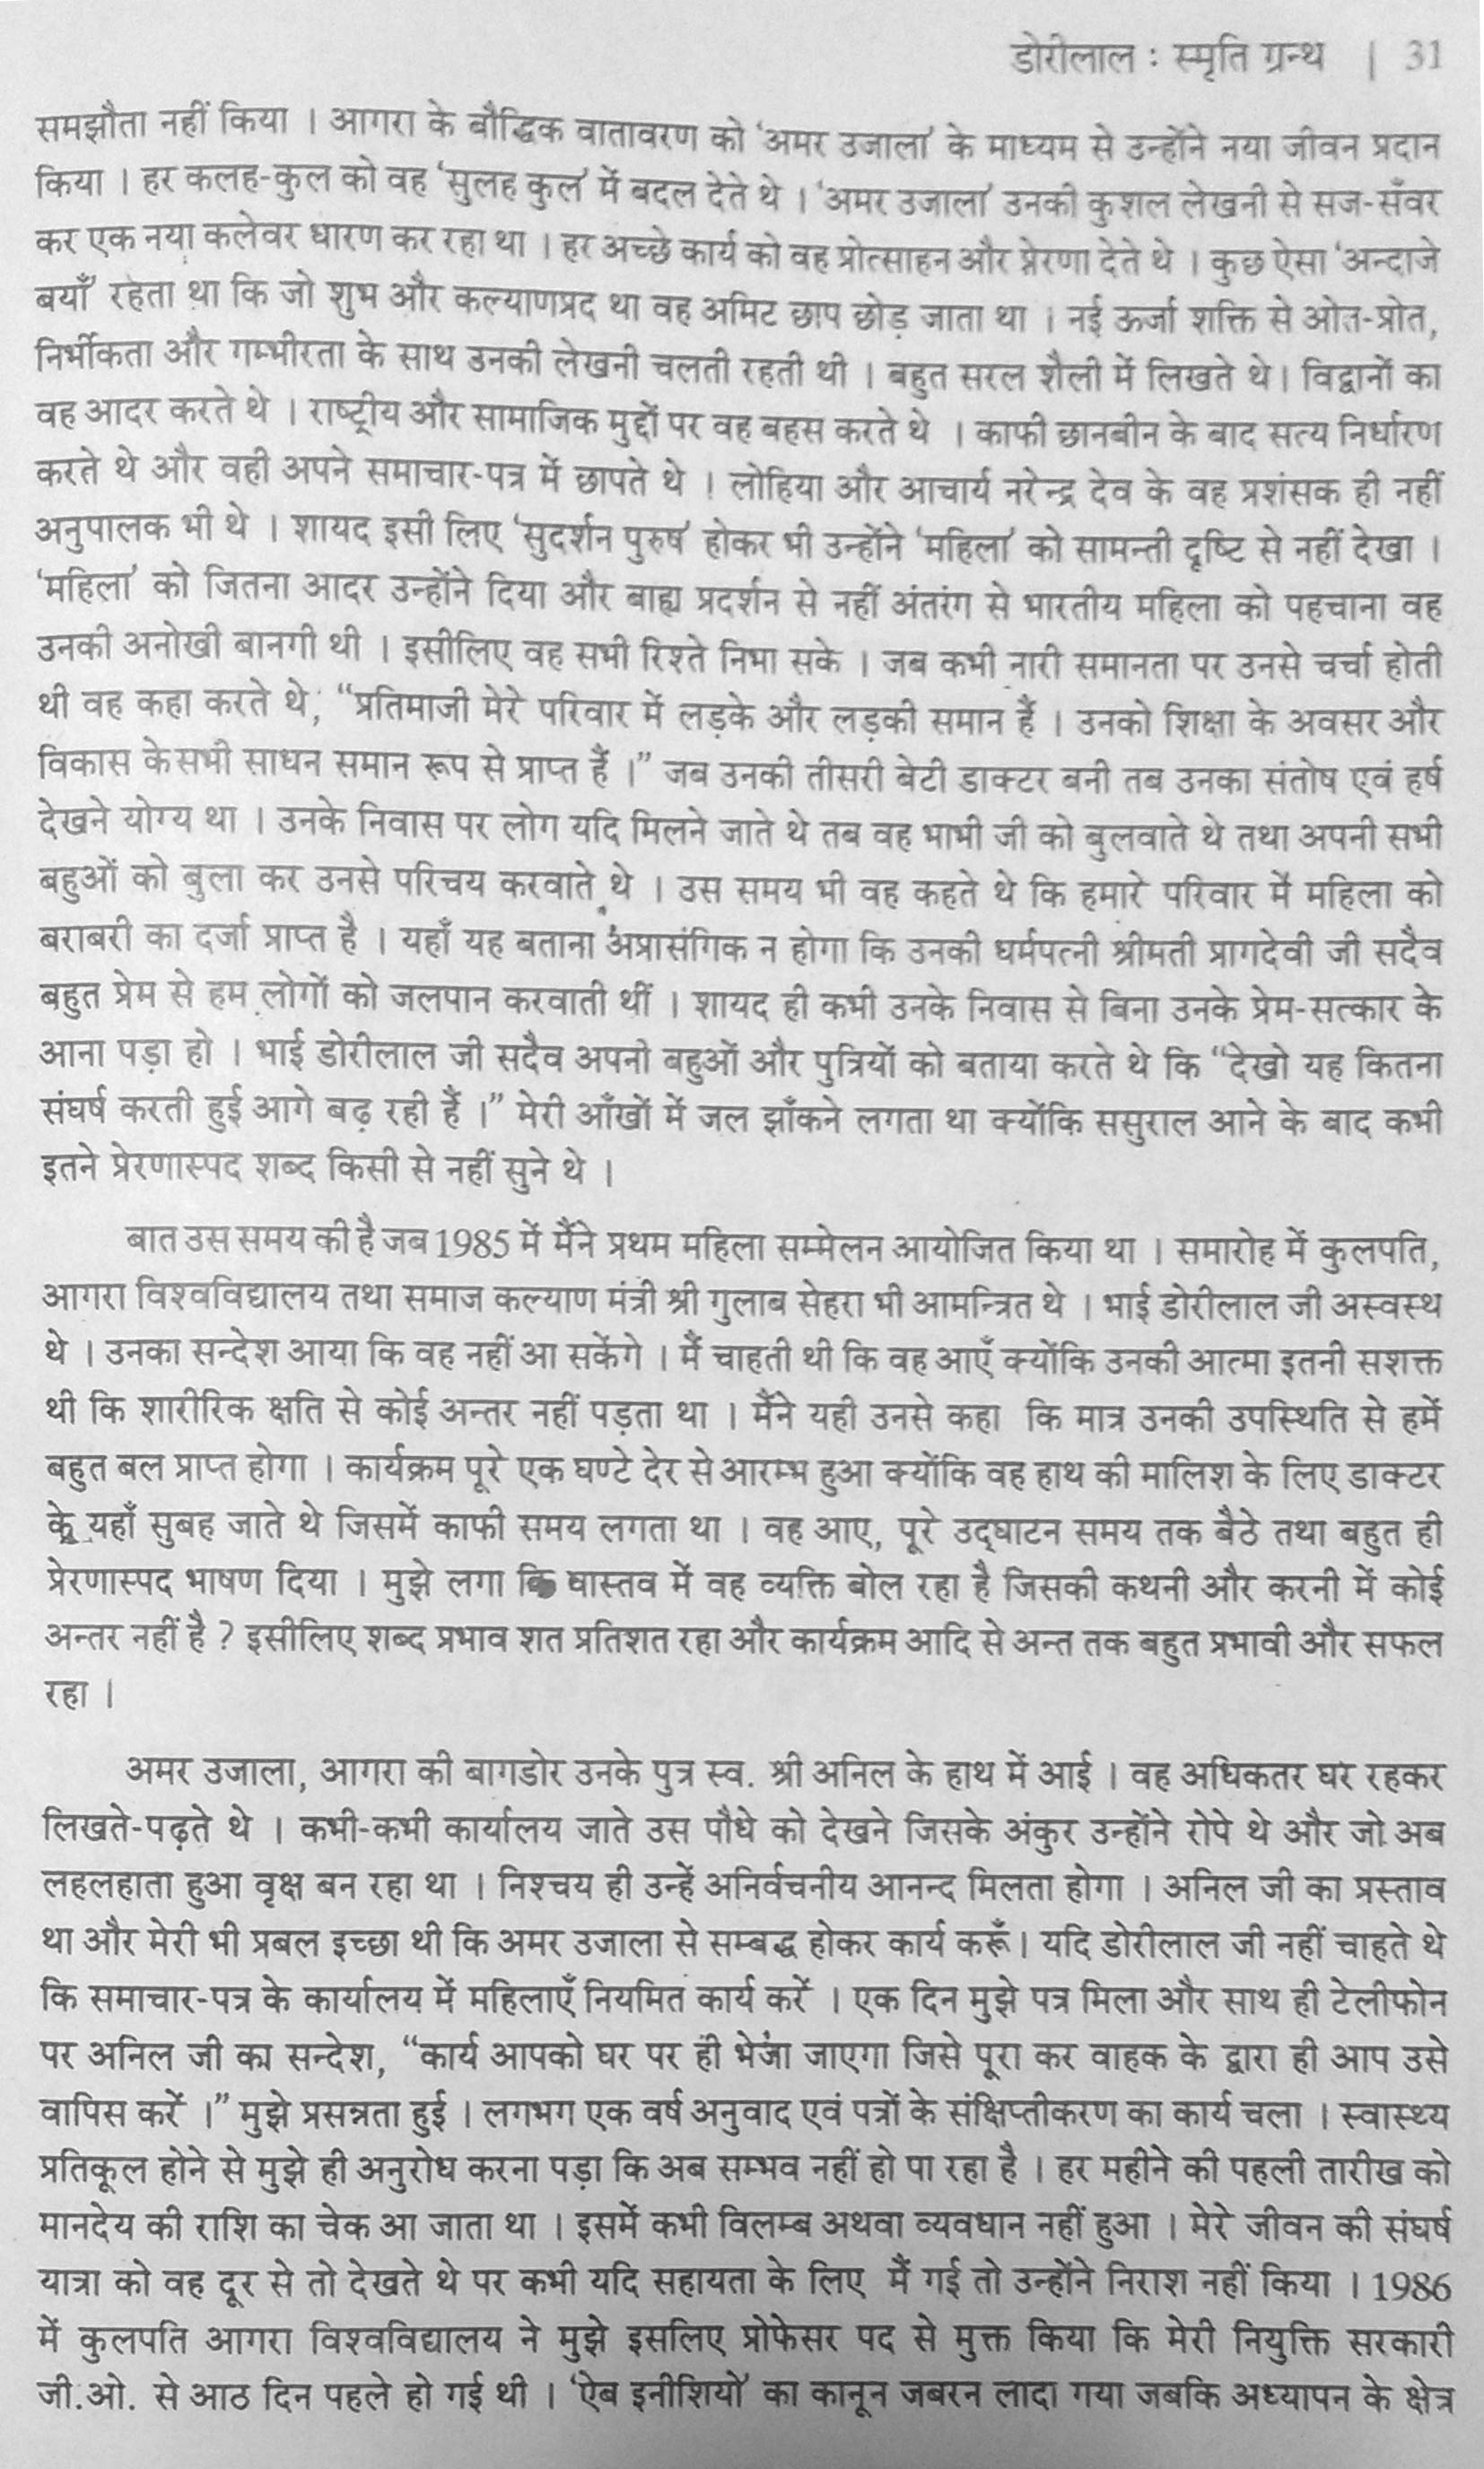 डोरीलाल : स्मृति ग्रन्थ | 31
समझौता नहीं किया । आगरा के बौद्धिक वातावरण को ‘अमर उजाला’ के माध्यम से उन्होंने नया जीवन प्रदान
किया । हर कलह-कुल को वह ‘सुलह कुल’ में बदल देते थे । ‘अमर उजाला’ उनकी कुशल लेखनी से सज-सँवर
कर एक नया कलेवर धारण कर रहा था । हर अच्छे कार्य को वह प्रोत्साहन और प्रेरणा देते थे । कुछ ऐसा ‘अन्दाजे
बयाँ’ रहता था कि जो शुभ और कल्याणप्रद था वह अमिट छाप छोड़ जाता था । नई ऊर्जा शक्ति से ओत-प्रोत,
निर्भीकता और गम्भीरता के साथ उनकी लेखनी चलती रहती थी । बहुत सरल शैली में लिखते थे। विद्वानों का
वह आदर करते थे । राष्ट्रीय और सामाजिक मुद्दों पर वह बहस करते थे । काफी छानबीन के बाद सत्य निर्धारण
करते थे और वही अपने समाचार-पत्र में छापते थे । लोहिया और आचार्य नरेन्द्र देव के वह प्रशंसक ही नहीं
अनुपालक भी थे । शायद इसी लिए ‘सुदर्शन पुरुष’ होकर भी उन्होंने ‘महिला’ को सामन्ती दृष्टि से नहीं देखा ।
‘महिला’ को जितना आदर उन्होंने दिया और बाह्य प्रदर्शन से नहीं अंतरंग से भारतीय महिला को पहचाना वह
उनकी अनोखी बानगी थी । इसीलिए वह सभी रिश्ते निभा सके । जब कभी नारी समानता पर उनसे चर्चा होती
थी वह कहा करते थे, “प्रतिमाजी मेरे परिवार में लड़के और लड़की समान हैं । उनको शिक्षा के अवसर और
विकास के सभी साधन समान रूप से प्राप्त हैं ।” जब उनकी तीसरी बेटी डाक्टर बनी तब उनका संतोष एवं हर्ष
देखने योग्य था । उनके निवास पर लोग यदि मिलने जाते थे तब वह भाभी जी को बुलवाते थे तथा अपनी सभी
बहुओं को बुला कर उनसे परिचय करवाते थे । उस समय भी वह कहते थे कि हमारे परिवार में महिला को
बराबरी का दर्जा प्राप्त है । यहाँ यह बताना अप्रासंगिक न होगा कि उनकी धर्मपत्नी श्रीमती प्रागदेवी जी सदैव
बहुत प्रेम से हम लोगों को जलपान करवाती थीं । शायद ही कभी उनके निवास से बिना उनके प्रेम-सत्कार के
आना पड़ा हो । भाई डोरीलाल जी सदैव अपनी बहुओं और पुत्रियों को बताया करते थे कि “देखो यह कितना
संघर्ष करती हुई आगे बढ़ रही हैं ।” मेरी आँखों में जल झाँकने लगता था क्योंकि ससुराल आने के बाद कभी
इतने प्रेरणास्पद शब्द किसी से नहीं सुने थे ।
बात उस समय की है जब 1985 में मैंने प्रथम महिला सम्मेलन आयोजित किया था । समारोह में कुलपति,
आगरा विश्वविद्यालय तथा समाज कल्याण मंत्री श्री गुलाब सेहरा भी आमन्त्रित थे । भाई डोरीलाल जी अस्वस्थ
थे । उनका सन्देश आया कि वह नहीं आ सकेंगे । मैं चाहती थी कि वह आएँ क्योंकि उनकी आत्मा इतनी सशक्त
थी कि शारीरिक क्षति से कोई अन्तर नहीं पड़ता था । मैंने यही उनसे कहा कि मात्र उनकी उपस्थिति से हमें
बहुत बल प्राप्त होगा । कार्यक्रम पूरे एक घण्टे देर से आरम्भ हुआ क्योंकि वह हाथ की मालिश के लिए डाक्टर
के यहाँ सुबह जाते थे जिसमें काफी समय लगता था । वह आए, पूरे उद्घाटन समय तक बैठे तथा बहुत ही
प्रेरणास्पद भाषण दिया । मुझे लगा कि वास्तव में वह व्यक्ति बोल रहा है जिसकी कथनी और करनी में कोई
अन्तर नहीं है ? इसीलिए शब्द प्रभाव शत प्रतिशत रहा और कार्यक्रम आदि से अन्त तक बहुत प्रभावी और सफल
रहा ।
अमर उजाला, आगरा की बागडोर उनके पुत्र स्व. श्री अनिल के हाथ में आई । वह अधिकतर घर रहकर
लिखते-पढ़ते थे । कभी-कभी कार्यालय जाते उस पौधे को देखने जिसके अंकुर उन्होंने रोपे थे और जो अब
लहलहाता हुआ वृक्ष बन रहा था । निश्चय ही उन्हें अनिर्वचनीय आनन्द मिलता होगा । अनिल जी का प्रस्ताव
था और मेरी भी प्रबल इच्छा थी कि अमर उजाला से सम्बद्ध होकर कार्य करूँ। यदि डोरीलाल जी नहीं चाहते थे
कि समाचार-पत्र के कार्यालय में महिलाएँ नियमित कार्य करें । एक दिन मुझे पत्र मिला और साथ ही टेलीफोन
पर अनिल जी का सन्देश, “कार्य आपको घर पर ही भेजा जाएगा जिसे पूरा कर वाहक के द्वारा ही आप उसे
वापिस करें ।” मुझे प्रसन्नता हुई । लगभग एक वर्ष अनुवाद एवं पत्रों के संक्षिप्तीकरण का कार्य चला । स्वास्थ्य
प्रतिकूल होने से मुझे ही अनुरोध करना पड़ा कि अब सम्भव नहीं हो पा रहा है । हर महीने की पहली तारीख को
मानदेय की राशि का चेक आ जाता था । इसमें कभी विलम्ब अथवा व्यवधान नहीं हुआ । मेरे जीवन की संघर्ष
यात्रा को वह दूर से तो देखते थे पर कभी यदि सहायता के लिए मैं गई तो उन्होंने निराश नहीं किया । 1986
में कुलपति आगरा विश्वविद्यालय ने मुझे इसलिए प्रोफेसर पद से मुक्त किया कि मेरी नियुक्ति सरकारी
जी.ओ. से आठ दिन पहले हो गई थी । ‘ऐब इनीशियो’ का कानून जबरन लादा गया जबकि अध्यापन के क्षेत्र